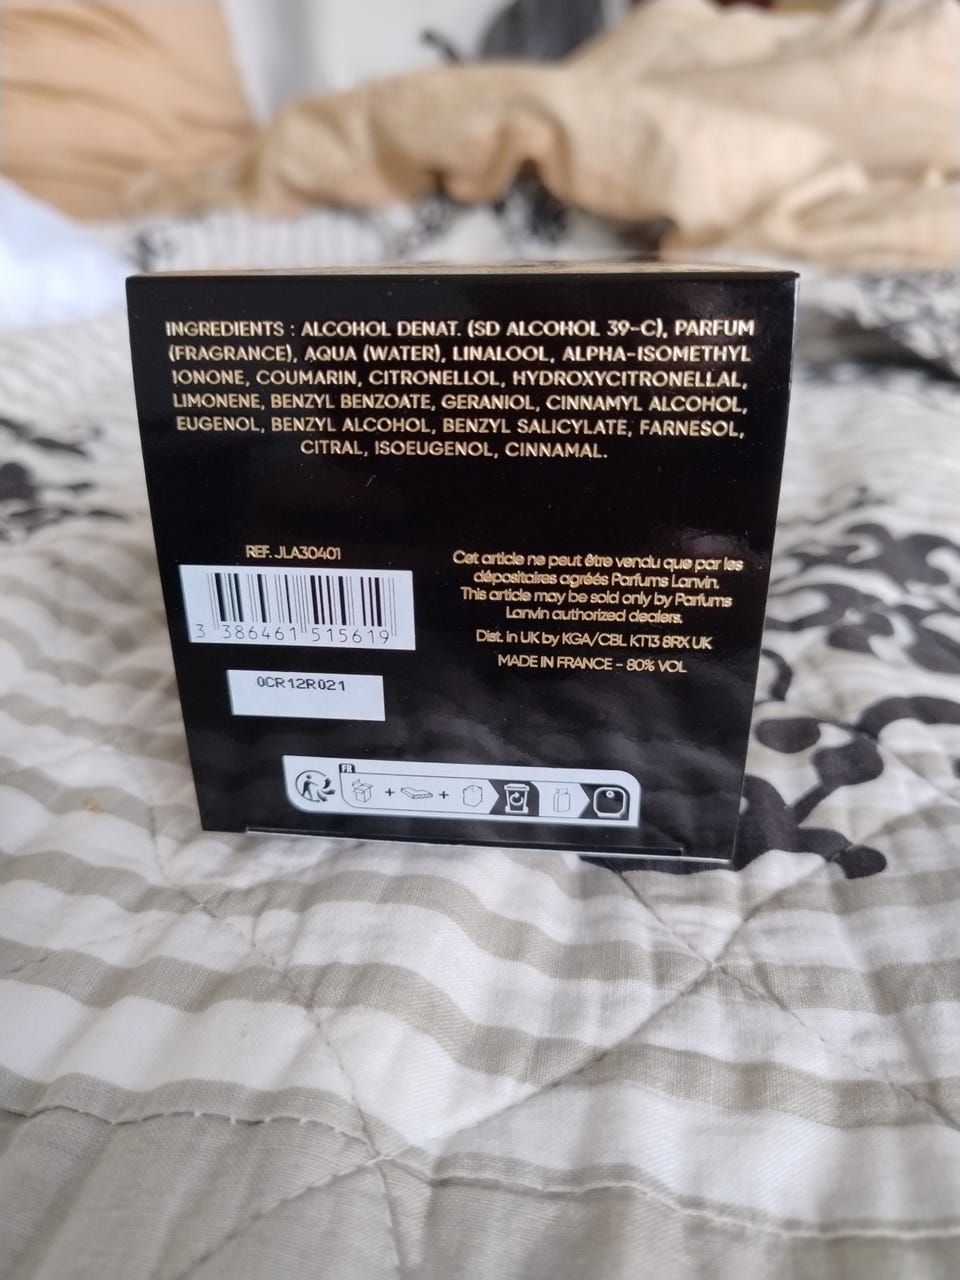 INGREDIENTS : ALCOHOL DENAT. (SD ALCOHOL 39-C), PARFUM
(FRAGRANCE), AQUA (WATER), LINALOOL, ALPHA-ISOMETHYL
IONONE, COUMARIN, CITRONELLOL, HYDROXYCITRONELLAL,
LIMONENE, BENZYL BENZOATE, GERANIOL, CINNAMYL ALCOHOL,
EUGENOL, BENZYL ALCOHOL, BENZYL SALICYLATE, FARNESOL,
CITRAL, ISOEUGENOL, CINNAMAL.
REF. JLA30401
3 386461 515619
0CR12R021
Cet article ne peut être vendu que par les
dépositaires agréés Parfums Lanvin.
This article may be sold only by Parfums
Lanvin authorized dealers.
Dist. in UK by KGA/CBL KT13 8RX UK
MADE IN FRANCE - 80% VOL
FR
+ +